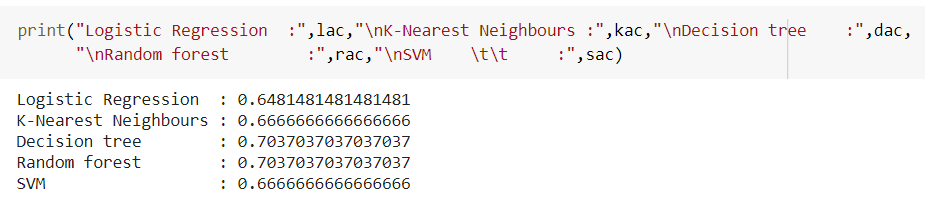 print("Logistic Regression  :",lac,"\nK-Nearest Neighbours :",kac,"\nDecision tree    :",dac,
      "\nRandom forest        :",rac,"\nSVM    \t\t     :",sac)
Logistic Regression  : 0.6481481481481481
K-Nearest Neighbours : 0.6666666666666666
Decision tree        : 0.7037037037037037
Random forest        : 0.7037037037037037
SVM                  : 0.6666666666666666